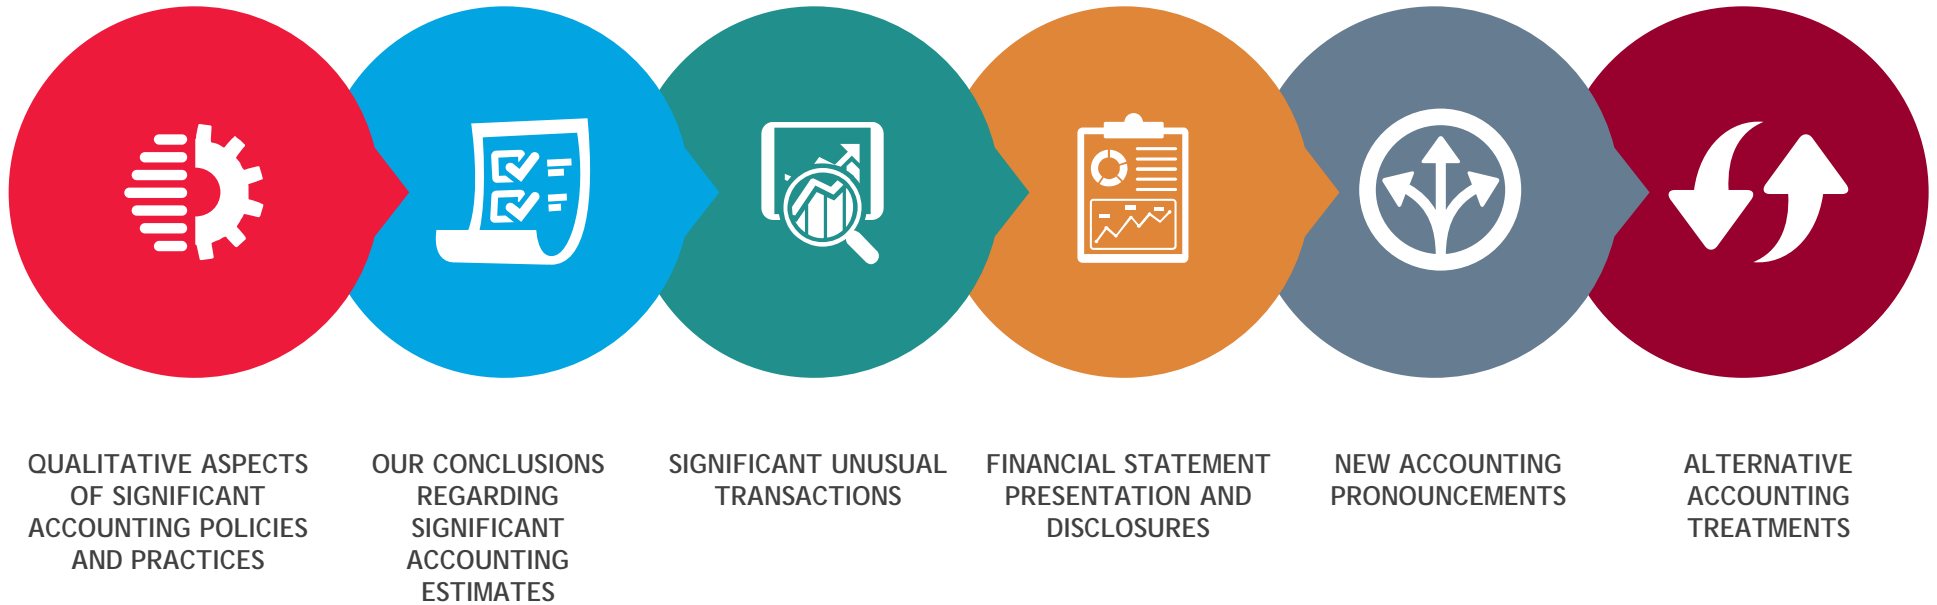 QUALITATIVE ASPECTS
OF SIGNIFICANT
ACCOUNTING POLICIES
AND PRACTICES
OUR CONCLUSIONS
REGARDING
SIGNIFICANT
ACCOUNTING
ESTIMATES
SIGNIFICANT UNUSUAL
TRANSACTIONS
FINANCIAL STATEMENT
PRESENTATION AND
DISCLOSURES
NEW ACCOUNTING
PRONOUNCEMENTS
ALTERNATIVE
ACCOUNTING
TREATMENTS